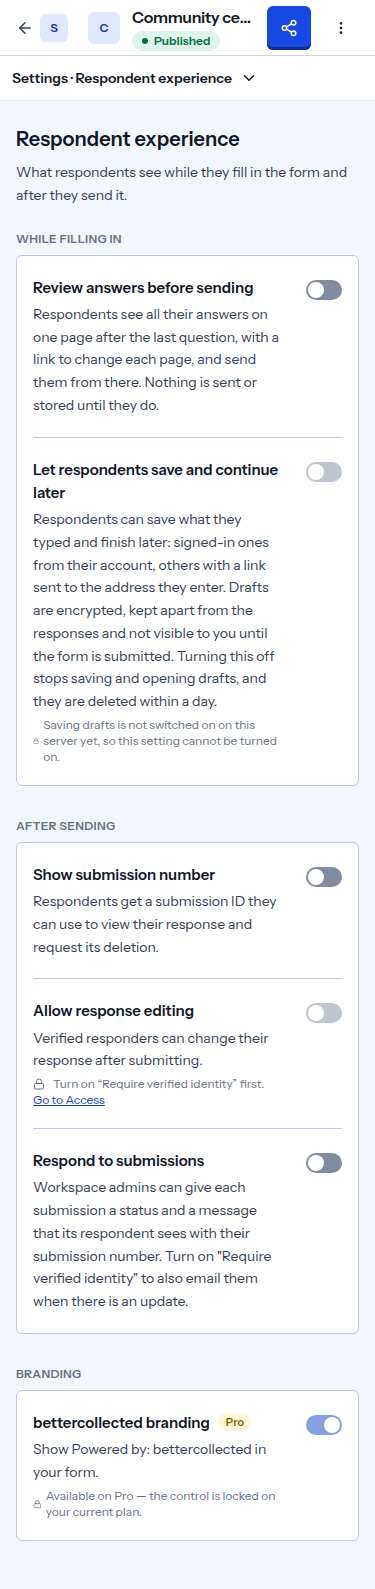 S
C
Community ce...
Published
Settings · Respondent experience
Respondent experience
What respondents see while they fill in the form and
after they send it.
WHILE FILLING IN
Review answers before sending
Respondents see all their answers on
one page after the last question, with a
link to change each page, and send
them from there. Nothing is sent or
stored until they do.
Let respondents save and continue
later
Respondents can save what they
typed and finish later: signed-in ones
from their account, others with a link
sent to the address they enter. Drafts
are encrypted, kept apart from the
responses and not visible to you until
the form is submitted. Turning this off
stops saving and opening drafts, and
they are deleted within a day.
Saving drafts is not switched on on this
server yet, so this setting cannot be turned
on.
AFTER SENDING
Show submission number
Respondents get a submission ID they
can use to view their response and
request its deletion.
Allow response editing
Verified responders can change their
response after submitting.
Turn on “Require verified identity” first.
Go to Access
Respond to submissions
Workspace admins can give each
submission a status and a message
that its respondent sees with their
submission number. Turn on "Require
verified identity" to also email them
when there is an update.
BRANDING
bettercollected branding Pro
Show Powered by: bettercollected in
your form.
Available on Pro — the control is locked on
your current plan.